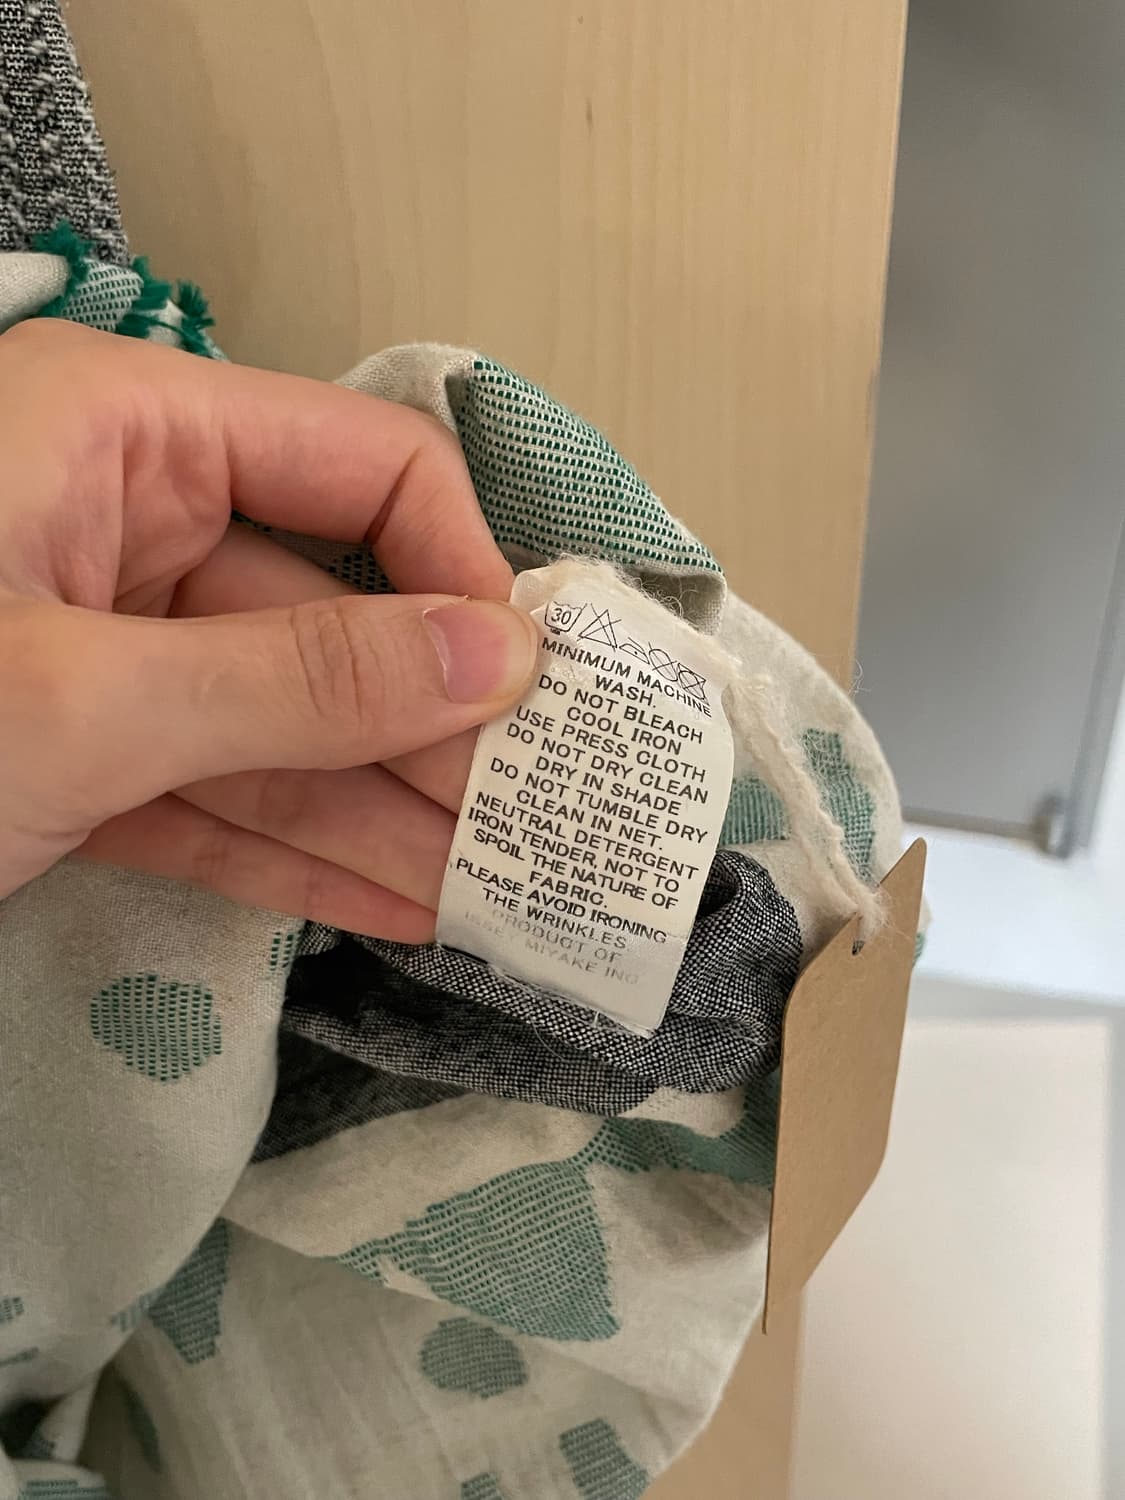 30
MINIMUM MACHINE
WASH.
DO NOT BLEACH
COOL IRON
USE PRESS CLOTH
DO NOT DRY CLEAN
DRY IN SHADE
DO NOT TUMBLE DRY
CLEAN IN NET.
NEUTRAL DETERGENT
IRON TENDER, NOT TO
SPOIL THE NATURE OF
FABRIC.
PLEASE AVOID IRONING
THE WRINKLES
PRODUCT OF
ISSEY MIYAKE INC